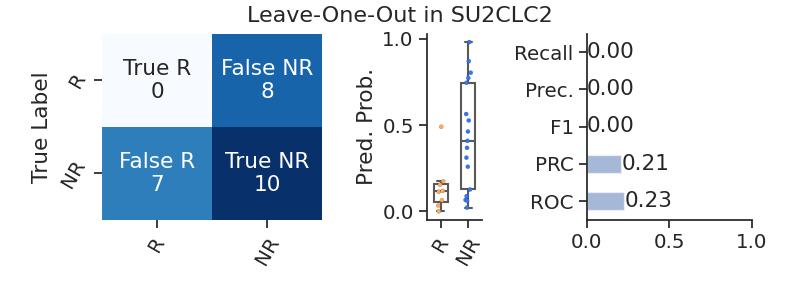 Leave-One-Out in SU2CLC2
True Label
R
NR
True R
0
False NR
8
False R
7
True NR
10
R
NR
Pred. Prob.
1.0
0.5
0.0
R
NR
Recall
0.00
Prec.
0.00
F1
0.00
PRC
0.21
ROC
0.23
0.0
0.5
1.0